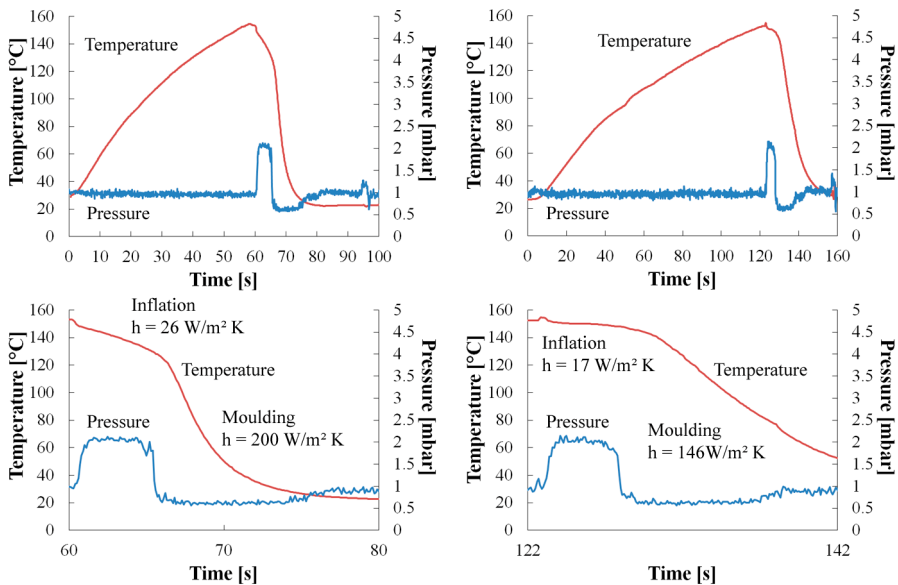 160
140
120
100
80
60
40
20
0
Temperature [°C]
Temperature
Pressure
5
4.5
4
3.5
3
2.5
2
1.5
1
0.5
0
Pressure [mbar]
0 10 20 30 40 50 60 70 80 90 100
Time [s]
160
140
120
100
80
60
40
20
0
Temperature [°C]
Temperature
Pressure
5
4.5
4
3.5
3
2.5
2
1.5
1
0.5
0
Pressure [mbar]
0 20 40 60 80 100 120 140 160
Time [s]
160
140
120
100
80
60
40
20
0
Temperature [°C]
Inflation
h = 26 W/m² K
Temperature
Pressure
Moulding
h = 200 W/m² K
5
4.5
4
3.5
3
2.5
2
1.5
1
0.5
0
Pressure [mbar]
60 70 80
Time [s]
160
140
120
100
80
60
40
20
0
Temperature [°C]
Inflation
h = 17 W/m² K
Temperature
Pressure
Moulding
h = 146W/m² K
5
4.5
4
3.5
3
2.5
2
1.5
1
0.5
0
Pressure [mbar]
122 142
Time [s]